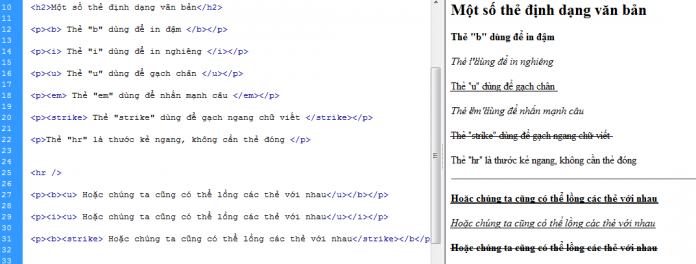 10
11 <h2>Một số thẻ định dạng văn bản</h2>
12 <p><b> Thẻ "b" dùng để in đậm </b></p>
13
14 <p><i> Thẻ "i" dùng để in nghiêng </i></p>
15
16 <p><u> Thẻ "u" dùng để gạch chân </u></p>
17
18 <p><em> Thẻ "em" dùng để nhấn mạnh câu </em></p>
19
20 <p><strike> Thẻ "strike" dùng để gạch ngang chữ viết </strike></p>
21
22 <p>Thẻ "hr" là thước kẻ ngang, không cần thẻ đóng </p>
23
24
25 <hr />
26
27 <p><b><u> Hoặc chúng ta cũng có thể lồng các thẻ với nhau</u></b></p>
28
29 <p><i><u> Hoặc chúng ta cũng có thể lồng các thẻ với nhau</u></i></p>
30
31 <p><b><strike> Hoặc chúng ta cũng có thể lồng các thẻ với nhau</strike></b</p
32
33
Một số thẻ định dạng văn bản
Thẻ "b" dùng để in đậm
Thẻ "i" dùng để in nghiêng
Thẻ "u" dùng để gạch chân
Thẻ "em" dùng để nhấn mạnh câu
Thẻ "strike" dùng để gạch ngang chữ viết
Thẻ "hr" là thước kẻ ngang, không cần thẻ đóng
Hoặc chúng ta cũng có thể lồng các thẻ với nhau
Hoặc chúng ta cũng có thể lồng các thẻ với nhau
Hoặc chúng ta cũng có thể lồng các thẻ với nhau